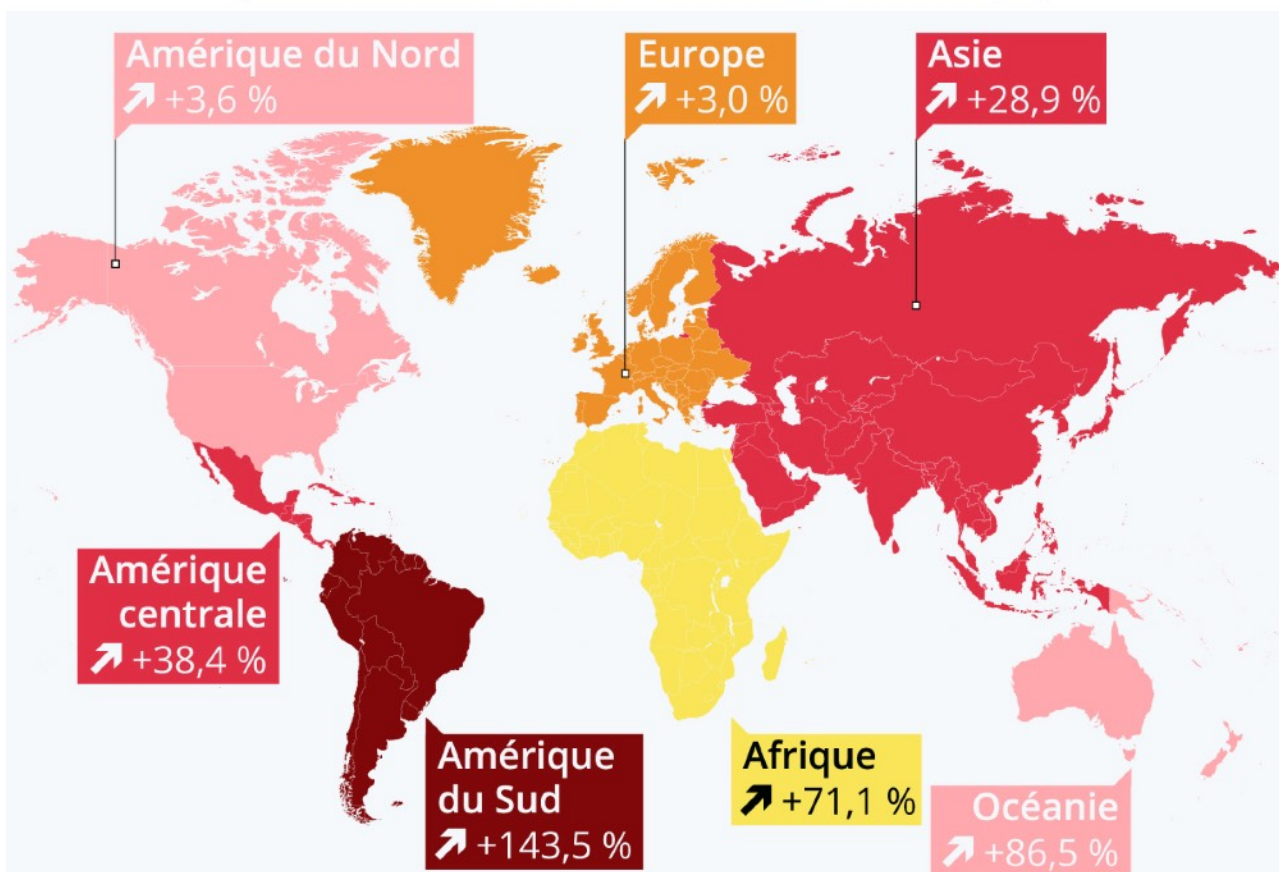 Amérique du Nord
+3,6 %
Europe
+3,0 %
Asie
+28,9 %
Amérique
centrale
+38,4 %
Amérique
du Sud
+143,5 %
Afrique
+71,1 %
Océanie
+86,5 %